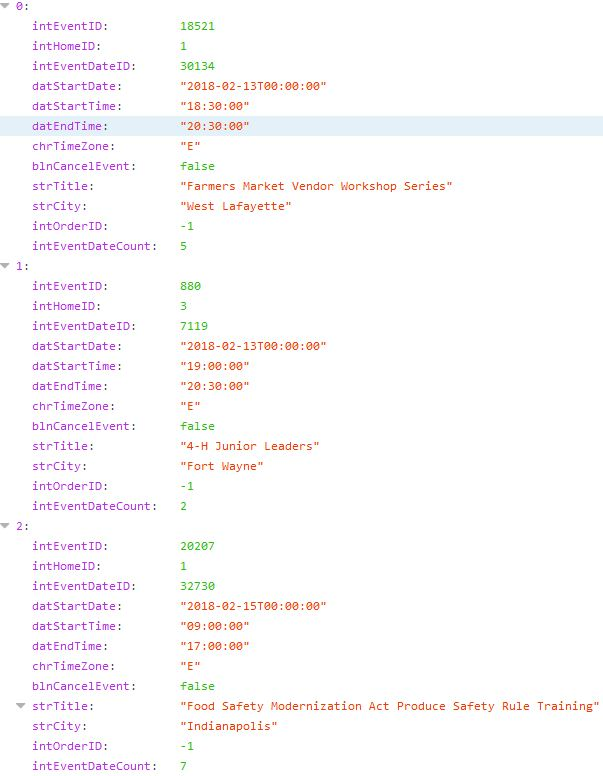 0:
intEventID: 18521
intHomeID: 1
intEventDateID: 30134
datStartDate: "2018-02-13T00:00:00"
datStartTime: "18:30:00"
datEndTime: "20:30:00"
chrTimeZone: "E"
blnCancelEvent: false
strTitle: "Farmers Market Vendor Workshop Series"
strCity: "West Lafayette"
intOrderID: -1
intEventDateCount: 5
1:
intEventID: 880
intHomeID: 3
intEventDateID: 7119
datStartDate: "2018-02-13T00:00:00"
datStartTime: "19:00:00"
datEndTime: "20:30:00"
chrTimeZone: "E"
blnCancelEvent: false
strTitle: "4-H Junior Leaders"
strCity: "Fort Wayne"
intOrderID: -1
intEventDateCount: 2
2:
intEventID: 20207
intHomeID: 1
intEventDateID: 32730
datStartDate: "2018-02-15T00:00:00"
datStartTime: "09:00:00"
datEndTime: "17:00:00"
chrTimeZone: "E"
blnCancelEvent: false
strTitle: "Food Safety Modernization Act Produce Safety Rule Training"
strCity: "Indianapolis"
intOrderID: -1
intEventDateCount: 7